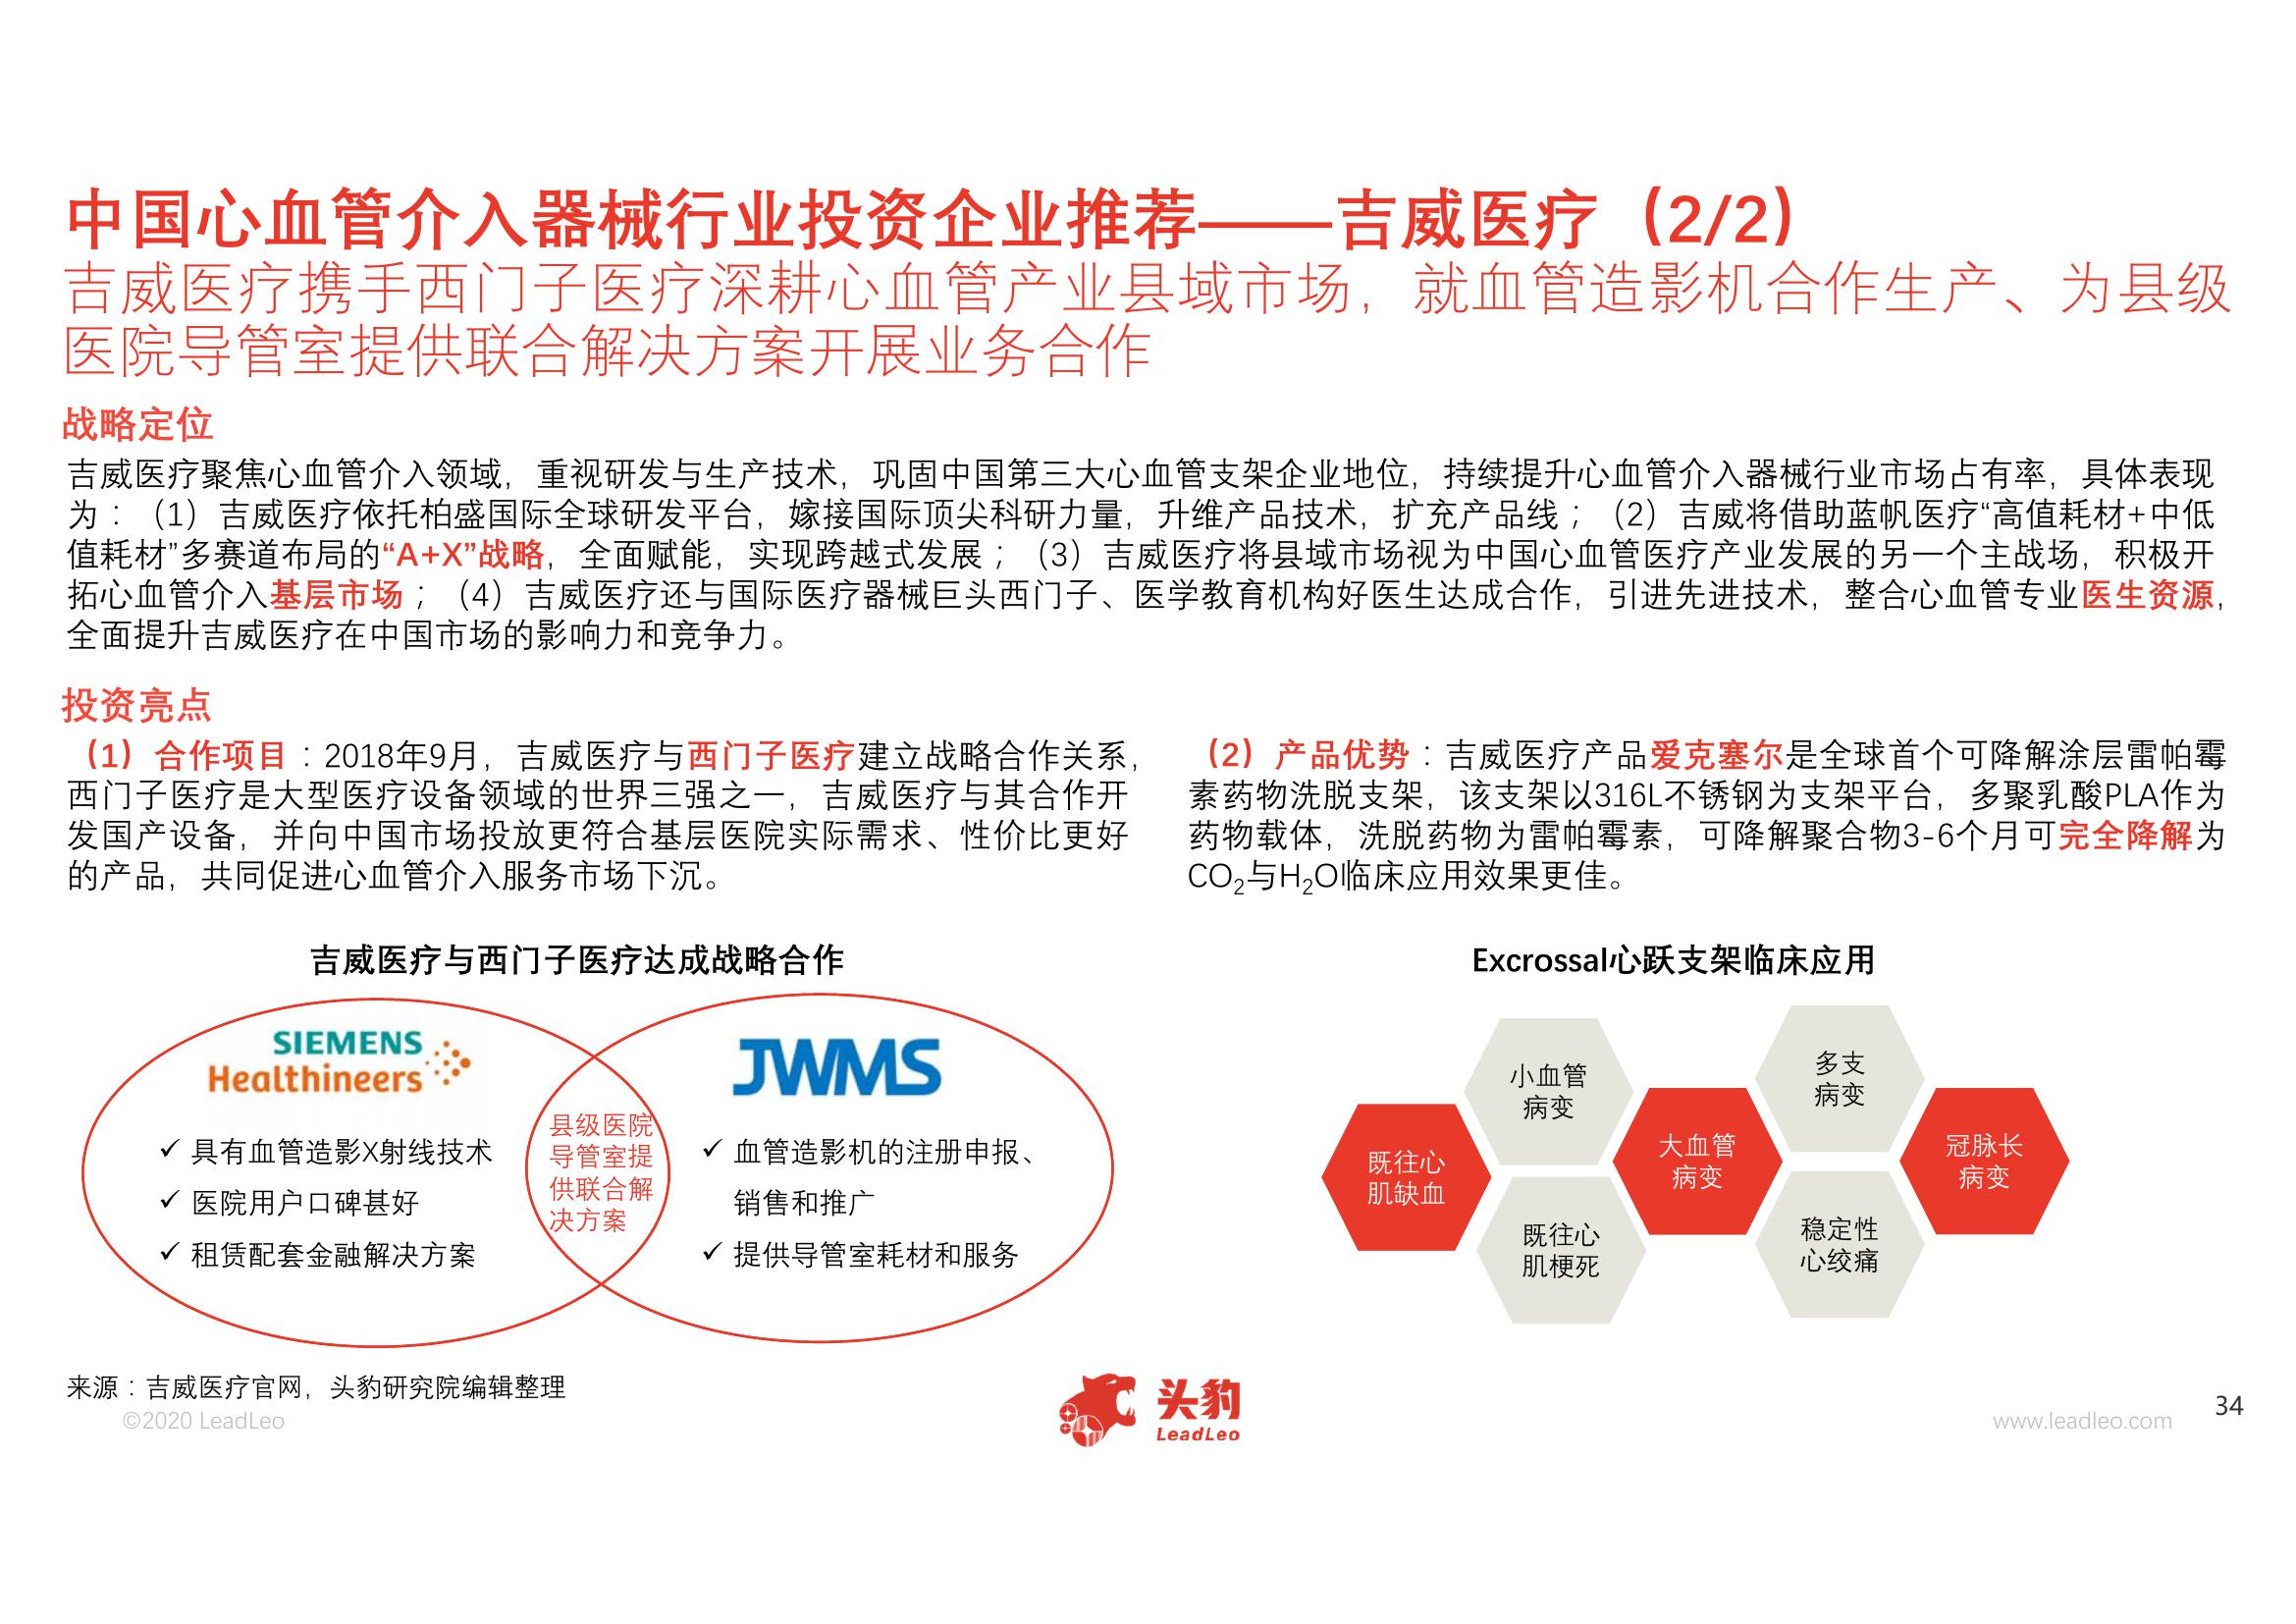 中国心血管介入器械行业投资企业推荐——吉威医疗（2/2）
吉威医疗携手西门子医疗深耕心血管产业县域市场，就血管造影机合作生产、为县级
医院导管室提供联合解决方案开展业务合作
战略定位
吉威医疗聚焦心血管介入领域，重视研发与生产技术，巩固中国第三大心血管支架企业地位，持续提升心血管介入器械行业市场占有率，具体表现
为：（1）吉威医疗依托柏盛国际全球研发平台，嫁接国际顶尖科研力量，升维产品技术，扩充产品线；（2）吉威将借助蓝帆医疗“高值耗材+中低
值耗材”多赛道布局的“A+X”战略，全面赋能，实现跨越式发展；（3）吉威医疗将县域市场视为中国心血管医疗产业发展的另一个主战场，积极开
拓心血管介入基层市场；（4）吉威医疗还与国际医疗器械巨头西门子、医学教育机构好医生达成合作，引进先进技术，整合心血管专业医生资源，
全面提升吉威医疗在中国市场的影响力和竞争力。
投资亮点
（1）合作项目：2018年9月，吉威医疗与西门子医疗建立战略合作关系，
西门子医疗是大型医疗设备领域的世界三强之一，吉威医疗与其合作开
发国产设备，并向中国市场投放更符合基层医院实际需求、性价比更好
的产品，共同促进心血管介入服务市场下沉。
（2）产品优势：吉威医疗产品爱克塞尔是全球首个可降解涂层雷帕霉
素药物洗脱支架，该支架以316L不锈钢为支架平台，多聚乳酸PLA作为
药物载体，洗脱药物为雷帕霉素，可降解聚合物3-6个月可完全降解为
CO₂与H₂O临床应用效果更佳。
吉威医疗与西门子医疗达成战略合作
SIEMENS
Healthineers
✓ 具有血管造影X射线技术
✓ 医院用户口碑甚好
✓ 租赁配套金融解决方案
县级医院
导管室提
供联合解
决方案
JWMS
✓ 血管造影机的注册申报、
销售和推广
✓ 提供导管室耗材和服务
Excrossal心跃支架临床应用
既往心
肌缺血
小血管
病变
既往心
肌梗死
大血管
病变
多支
病变
稳定性
心绞痛
冠脉长
病变
来源：吉威医疗官网，头豹研究院编辑整理
©2020 LeadLeo
头豹
LeadLeo
www.leadleo.com
34